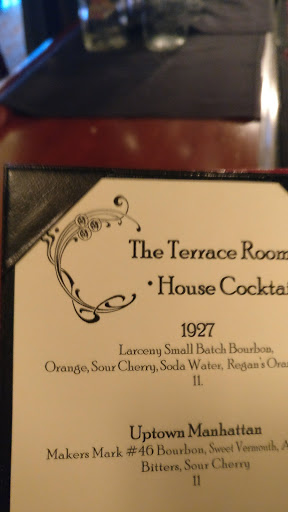 The Terrace Room
• House Cocktai
1927
Larceny Small Batch Bourbon,
Orange, Sour Cherry, Soda Water, Regan's Ora
11.
Uptown Manhattan
Makers Mark #46 Bourbon, Sweet Vermouth, A
Bitters, Sour Cherry
11